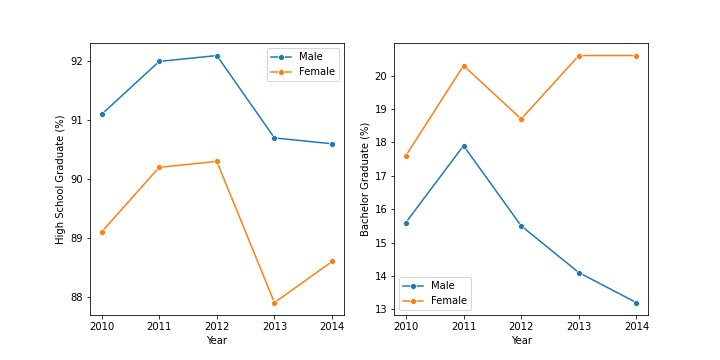 High School Graduate (%)
92
91
90
89
88
Male
Female
2010 2011 2012 2013 2014
Year
Bachelor Graduate (%)
20
19
18
17
16
15
14
13
Male
Female
2010 2011 2012 2013 2014
Year